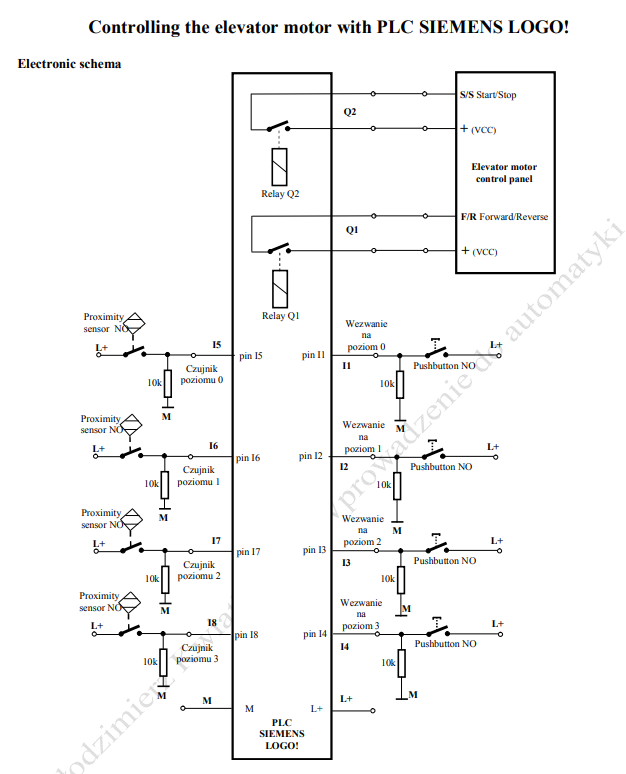 Controlling the elevator motor with PLC SIEMENS LOGO!
Electronic schema
S/S Start/Stop
Q2
+ (VCC)
Elevator motor
control panel
Relay Q2
F/R Forward/Reverse
Q1
+ (VCC)
Relay Q1
Proximity
sensor NO
L+
I5
pin I5
Czujnik
poziomu 0
10k
M
Wezwanie
na
poziom 0
pin I1
I1
L+
Pushbutton NO
10k
M
Proximity
sensor NO
L+
I6
pin I6
Czujnik
poziomu 1
10k
M
Wezwanie
na
poziom 1
pin I2
I2
L+
Pushbutton NO
10k
M
Proximity
sensor NO
L+
I7
pin I7
Czujnik
poziomu 2
10k
M
Wezwanie
na
poziom 2
pin I3
I3
L+
Pushbutton NO
10k
M
Proximity
sensor NO
L+
I8
pin I8
Czujnik
poziomu 3
10k
M
Wezwanie
na
poziom 3
pin I4
I4
L+
Pushbutton NO
10k
M
M
M
L+
L+
PLC
SIEMENS
LOGO!
automatyki